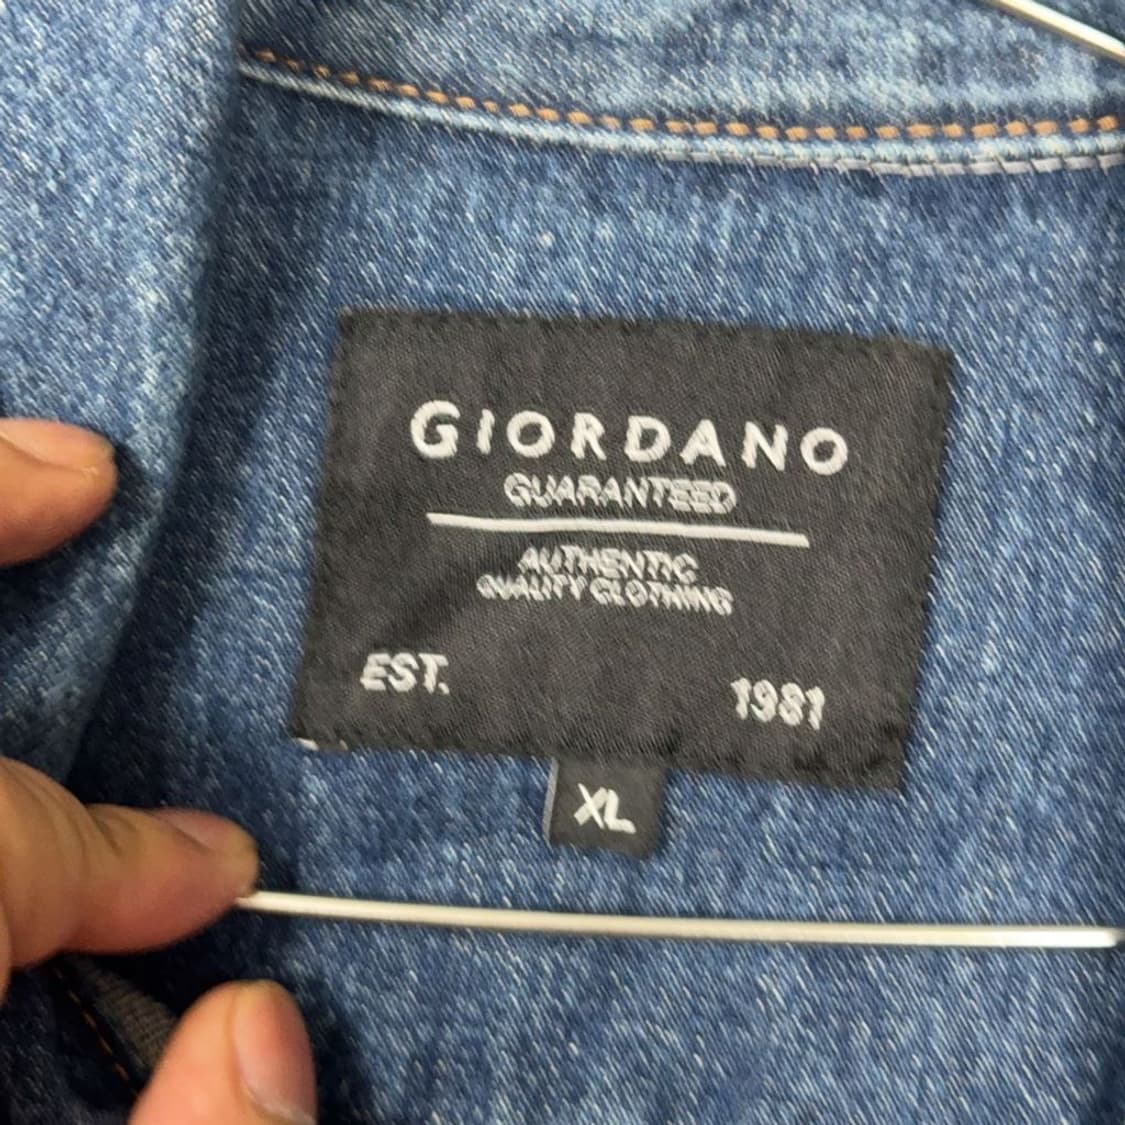 GIORDANO
GUARANTEED
AUTHENTIC
QUALITY CLOTHING
EST. 1981
XL